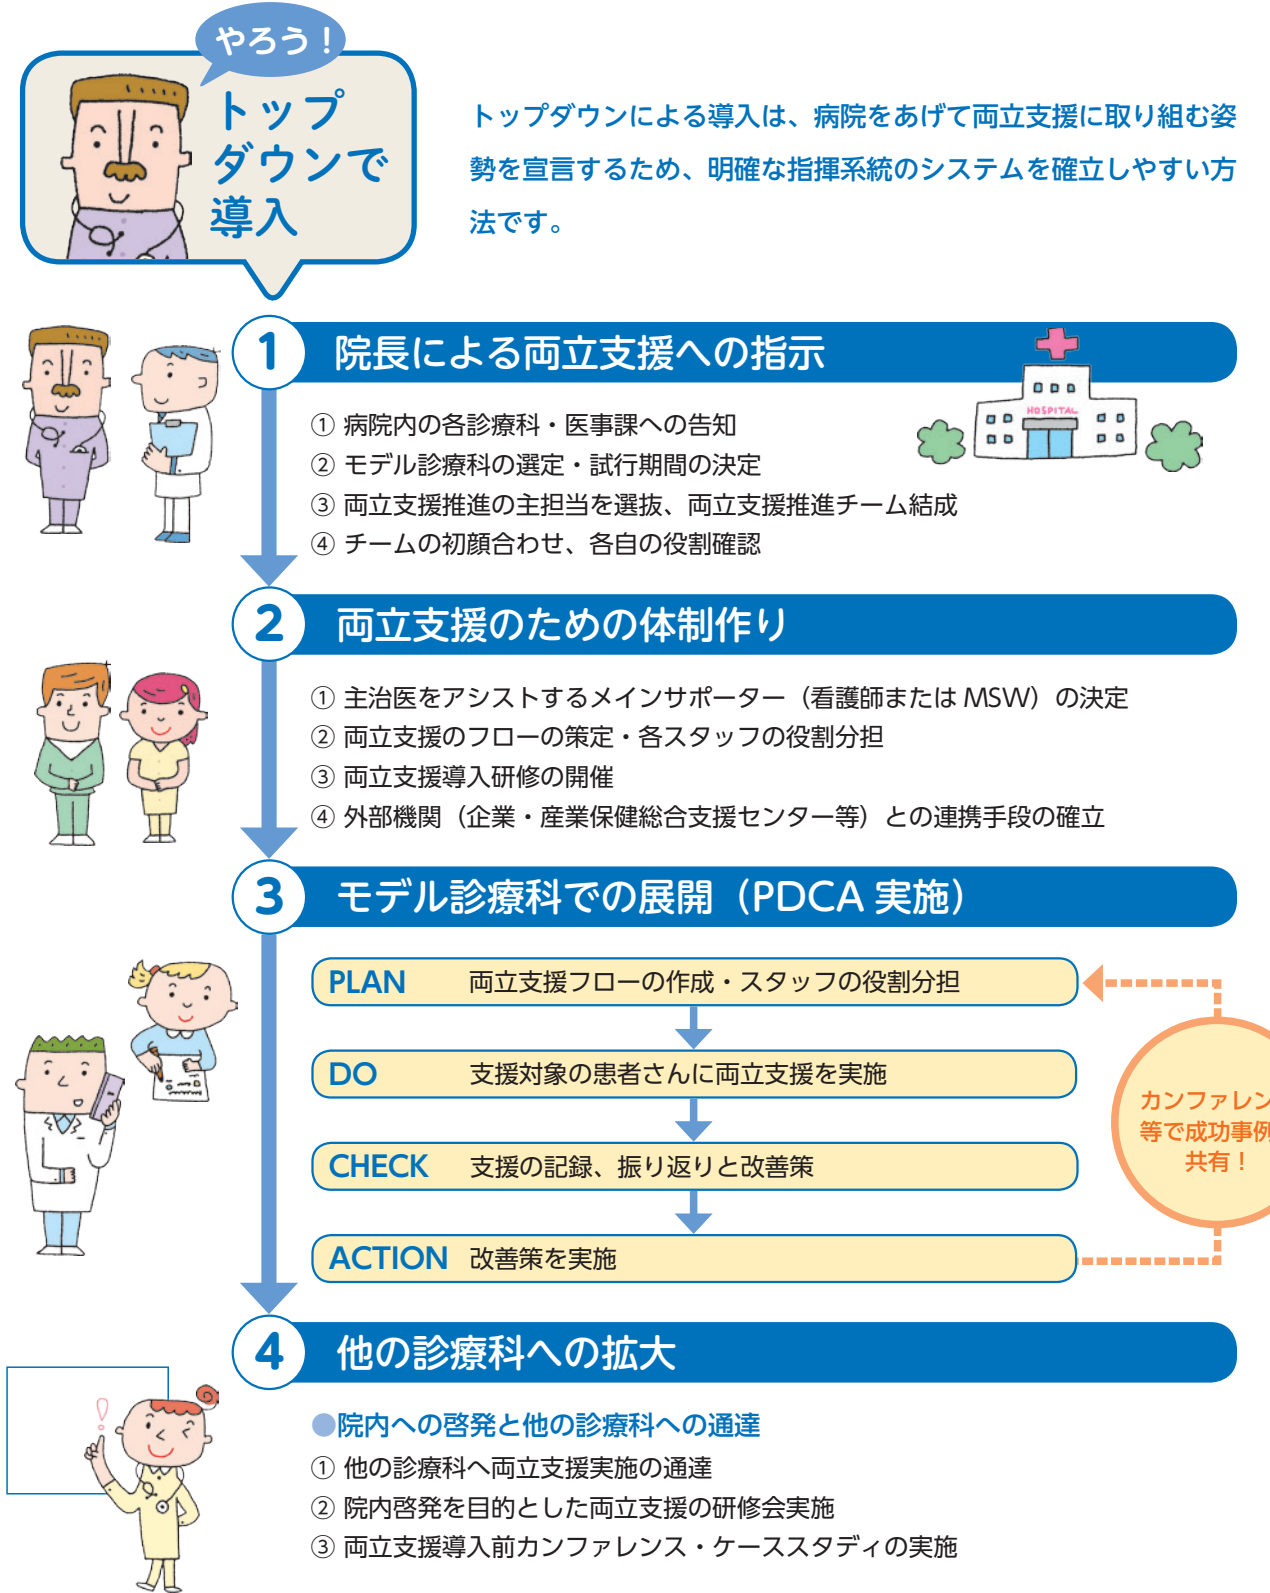 やろう！
トップ
ダウンで
導入
トップダウンによる導入は、病院をあげて両立支援に取り組む姿
勢を宣言するため、明確な指揮系統のシステムを確立しやすい方
法です。
1 院長による両立支援への指示
HOSPITAL
① 病院内の各診療科・医事課への告知
② モデル診療科の選定・試行期間の決定
③ 両立支援推進の主担当を選抜、両立支援推進チーム結成
④ チームの初顔合わせ、各自の役割確認
2 両立支援のための体制作り
① 主治医をアシストするメインサポーター（看護師または MSW）の決定
② 両立支援のフローの策定・各スタッフの役割分担
③ 両立支援導入研修の開催
④ 外部機関（企業・産業保健総合支援センター等）との連携手段の確立
3 モデル診療科での展開（PDCA 実施）
PLAN 両立支援フローの作成・スタッフの役割分担
DO 支援対象の患者さんに両立支援を実施
CHECK 支援の記録、振り返りと改善策
ACTION 改善策を実施
カンファレン
等で成功事例
共有！
4 他の診療科への拡大
●院内への啓発と他の診療科への通達
① 他の診療科へ両立支援実施の通達
② 院内啓発を目的とした両立支援の研修会実施
③ 両立支援導入前カンファレンス・ケーススタディの実施